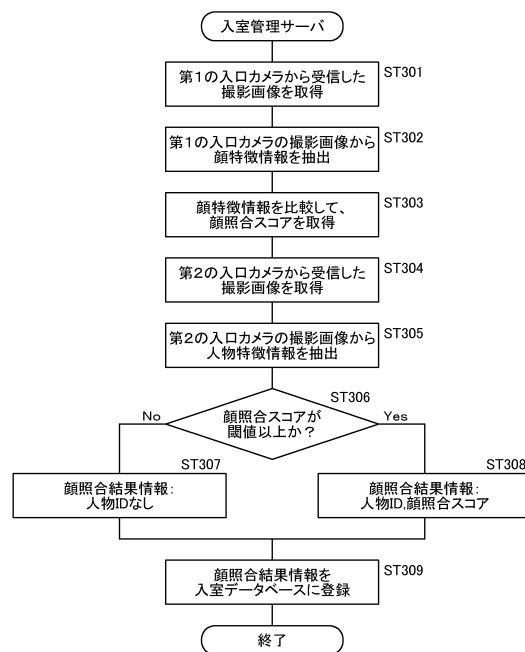 入室管理サーバ
ST301
第1の入口カメラから受信した
撮影画像を取得
ST302
第1の入口カメラの撮影画像から
顔特徴情報を抽出
ST303
顔特徴情報を比較して、
顔照合スコアを取得
ST304
第2の入口カメラから受信した
撮影画像を取得
ST305
第2の入口カメラの撮影画像から
人物特徴情報を抽出
ST306
顔照合スコアが
閾値以上か?
No
Yes
ST307
顔照合結果情報:
人物IDなし
ST308
顔照合結果情報:
人物ID,顔照合スコア
ST309
顔照合結果情報を
入室データベースに登録
終了